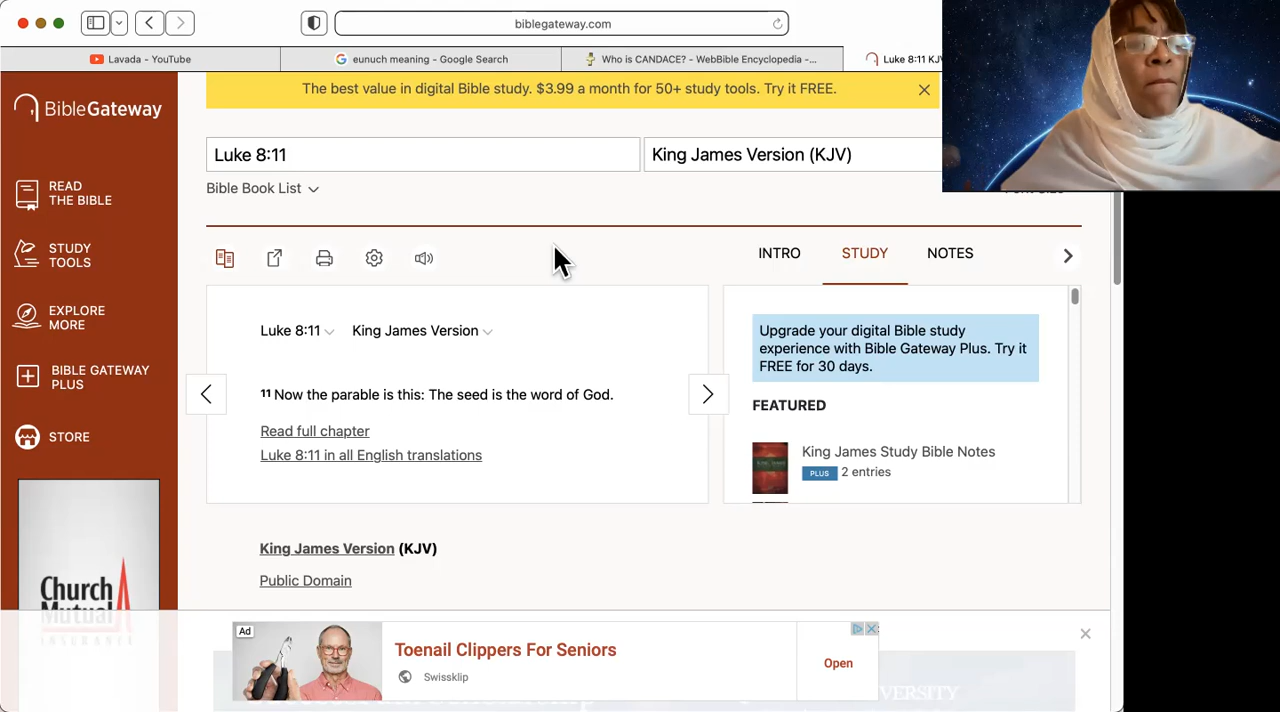 biblegateway.com
Lavada - YouTube
eunuch meaning - Google Search
Who is CANDACE? - WebBible Encyclopedia -...
Luke 8:11 KJV
BibleGateway
The best value in digital Bible study. $3.99 a month for 50+ study tools. Try it FREE.
Luke 8:11
King James Version (KJV)
Bible Book List
READ
THE BIBLE
STUDY
TOOLS
EXPLORE
MORE
BIBLE GATEWAY
PLUS
STORE
INTRO
STUDY
NOTES
Luke 8:11
King James Version
11 Now the parable is this: The seed is the word of God.
Read full chapter
Luke 8:11 in all English translations
Upgrade your digital Bible study
experience with Bible Gateway Plus. Try it
FREE for 30 days.
FEATURED
King James Study Bible Notes
PLUS
2 entries
King James Version (KJV)
Public Domain
Church
Mutual
INSURANCE
Ad
Toenail Clippers For Seniors
Swissklip
Open